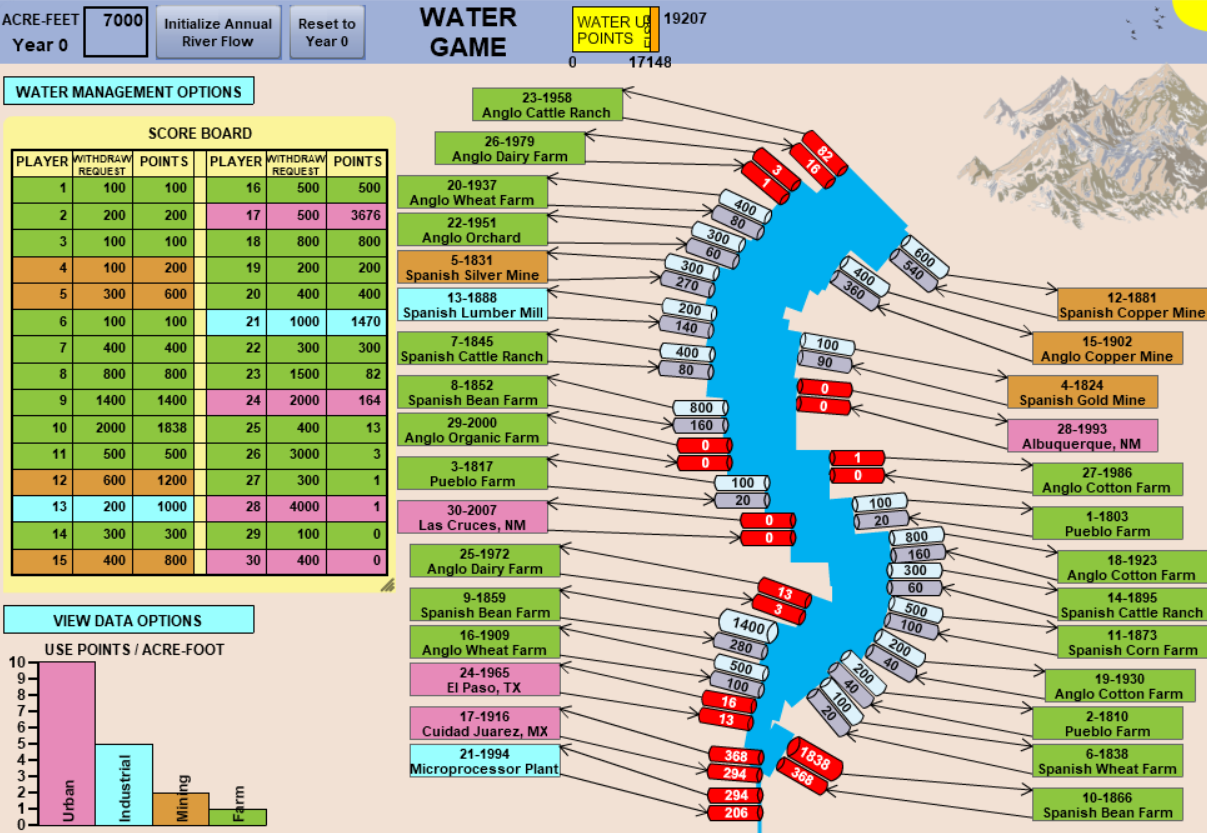 ACRE-FEET
7000
Year 0
Initialize Annual
River Flow
Reset to
Year 0
WATER
GAME
WATER U
POINTS
19207
0
17148
WATER MANAGEMENT OPTIONS
SCORE BOARD
PLAYER WITHDRAW REQUEST POINTS PLAYER WITHDRAW REQUEST POINTS
1 100 100 16 500 500
2 200 200 17 500 3676
3 100 100 18 800 800
4 100 200 19 200 200
5 300 600 20 400 400
6 100 100 21 1000 1470
7 400 400 22 300 300
8 800 800 23 1500 82
9 1400 1400 24 2000 164
10 2000 1838 25 400 13
11 500 500 26 3000 3
12 600 1200 27 300 1
13 200 1000 28 4000 1
14 300 300 29 100 0
15 400 800 30 400 0
VIEW DATA OPTIONS
USE POINTS / ACRE-FOOT
10
9
8
7
6
5
4
3
2
1
0
Urban
Industrial
Mining
Farm
23-1958
Anglo Cattle Ranch
26-1979
Anglo Dairy Farm
20-1937
Anglo Wheat Farm
22-1951
Anglo Orchard
5-1831
Spanish Silver Mine
13-1888
Spanish Lumber Mill
7-1845
Spanish Cattle Ranch
8-1852
Spanish Bean Farm
29-2000
Anglo Organic Farm
3-1817
Pueblo Farm
30-2007
Las Cruces, NM
25-1972
Anglo Dairy Farm
9-1859
Spanish Bean Farm
16-1909
Anglo Wheat Farm
24-1965
El Paso, TX
17-1916
Cuidad Juarez, MX
21-1994
Microprocessor Plant
82
16
3
1
400
80
300
60
300
270
200
140
400
80
800
160
0
0
100
20
0
0
13
3
1400
280
500
100
16
13
368
294
294
206
600
540
400
360
100
90
0
0
1
0
100
20
800
160
300
60
500
100
200
40
200
40
100
20
1838
368
12-1881
Spanish Copper Mine
15-1902
Anglo Copper Mine
4-1824
Spanish Gold Mine
28-1993
Albuquerque, NM
27-1986
Anglo Cotton Farm
1-1803
Pueblo Farm
18-1923
Anglo Cotton Farm
14-1895
Spanish Cattle Ranch
11-1873
Spanish Corn Farm
19-1930
Anglo Cotton Farm
2-1810
Pueblo Farm
6-1838
Spanish Wheat Farm
10-1866
Spanish Bean Farm